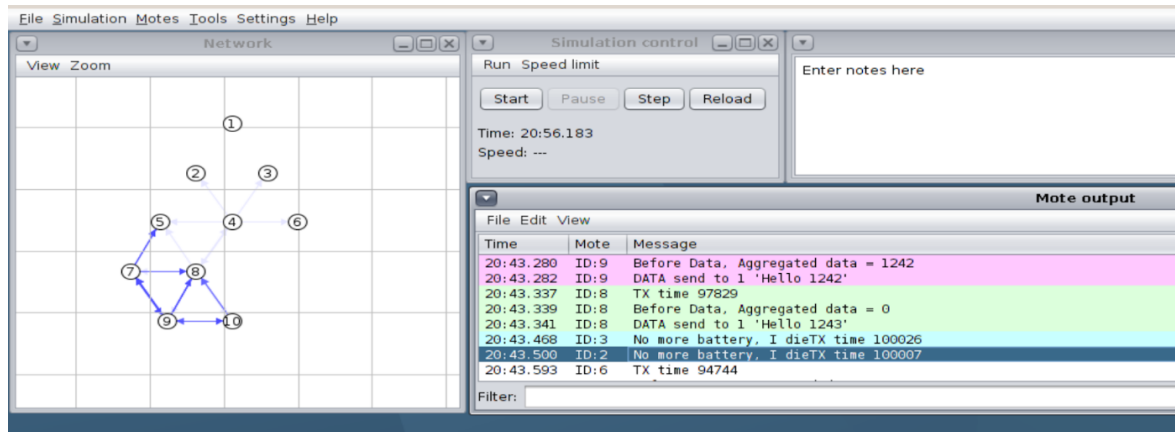 File Simulation Motes Tools Settings Help
Network
View Zoom
1
2 3
5 4 6
7 8
9 10
Simulation control
Run Speed limit
Start Pause Step Reload
Time: 20:56.183
Speed: ---
Enter notes here
Mote output
File Edit View
Time Mote Message
20:43.280 ID:9 Before Data, Aggregated data = 1242
20:43.282 ID:9 DATA send to 1 'Hello 1242'
20:43.337 ID:8 TX time 97829
20:43.339 ID:8 Before Data, Aggregated data = 0
20:43.341 ID:8 DATA send to 1 'Hello 1243'
20:43.468 ID:3 No more battery, I dieTX time 100026
20:43.500 ID:2 No more battery, I dieTX time 100007
20:43.593 ID:6 TX time 94744
Filter: